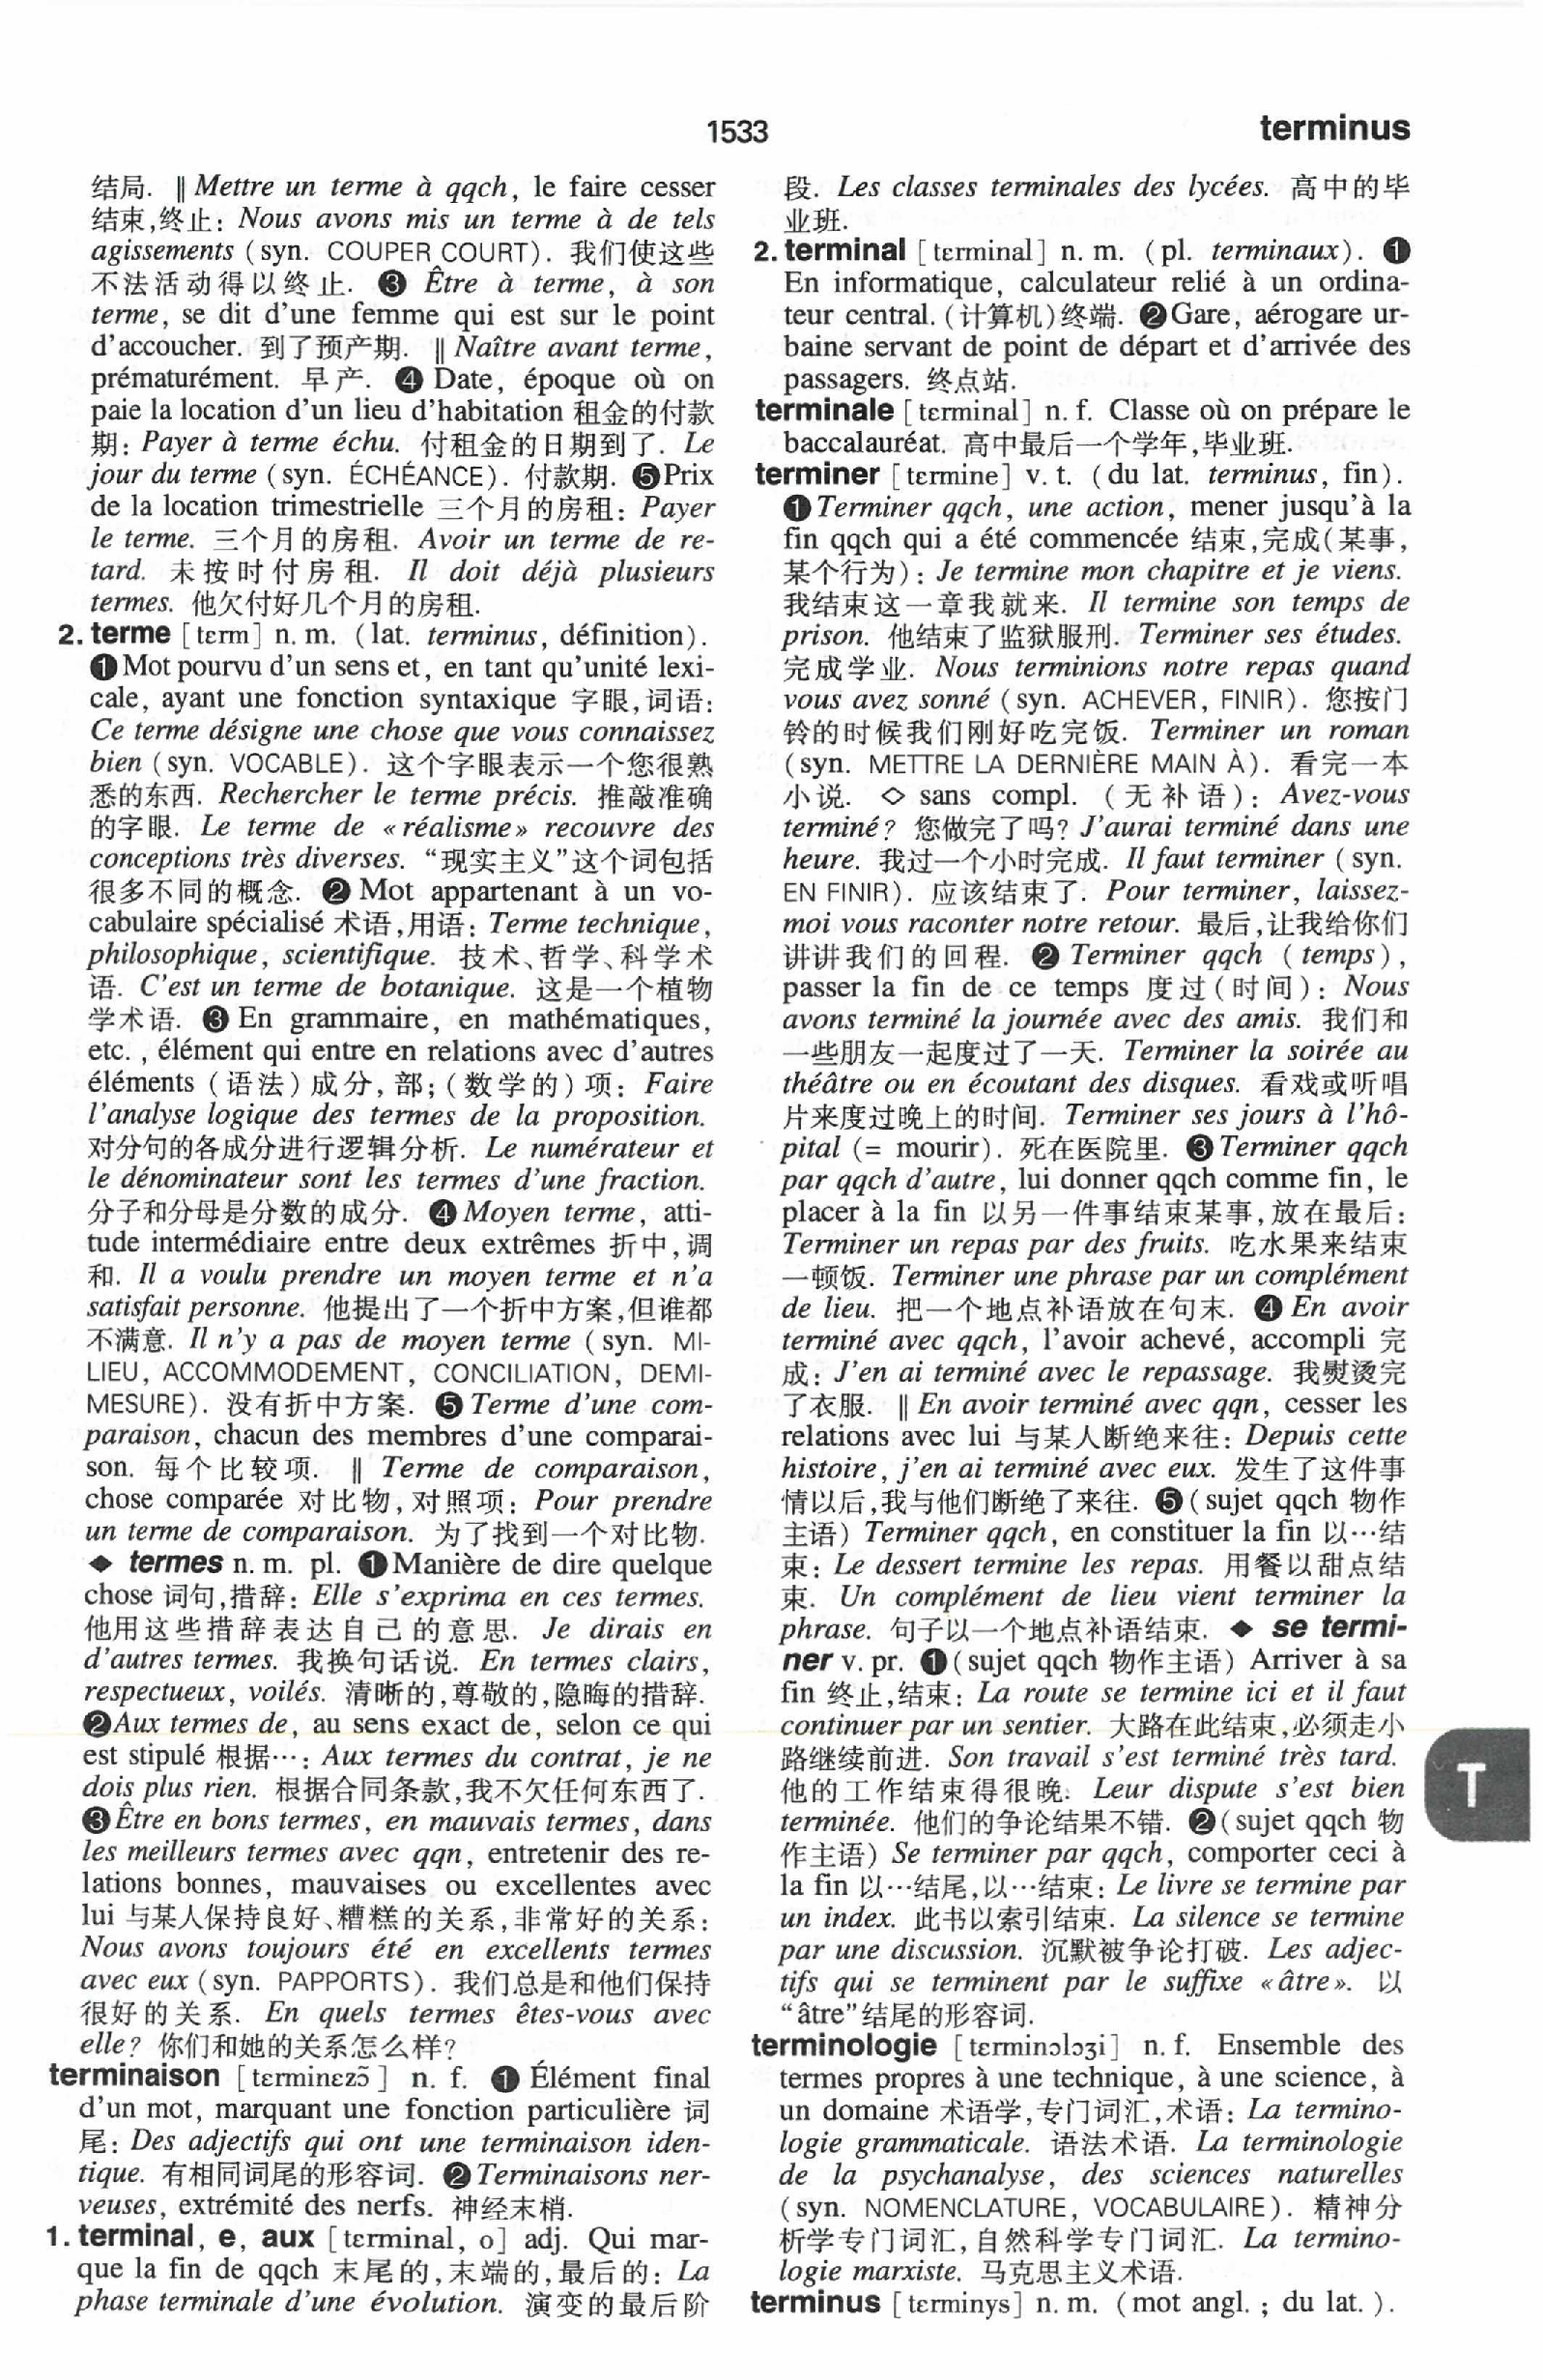 1533
terminus
结局. ‖ Mettre un terme à qqch, le faire cesser
结束,终止: Nous avons mis un terme à de tels
agissements (syn. COUPER COURT). 我们使这些
不法活动得以终止. ❸ Être à terme, à son
terme, se dit d'une femme qui est sur le point
d'accoucher. 到了预产期. ‖ Naître avant terme,
prématurément. 早产. ❹ Date, époque où on
paie la location d'un lieu d'habitation 租金的付款
期: Payer à terme échu. 付租金的日期到了. Le
jour du terme (syn. ÉCHÉANCE). 付款期. ❺ Prix
de la location trimestrielle 三个月的房租: Payer
le terme. 三个月的房租. Avoir un terme de re-
tard. 未按时付房租. Il doit déjà plusieurs
termes. 他欠付好几个月的房租.
2. terme [tɛrm] n. m. (lat. terminus, définition).
❶ Mot pourvu d'un sens et, en tant qu'unité lexi-
cale, ayant une fonction syntaxique 字眼,词语:
Ce terme désigne une chose que vous connaissez
bien (syn. VOCABLE). 这个字眼表示一个您很熟
悉的东西. Rechercher le terme précis. 推敲准确
的字眼. Le terme de «réalisme» recouvre des
conceptions très diverses. “现实主义”这个词包括
很多不同的概念. ❷ Mot appartenant à un vo-
cabulaire spécialisé 术语,用语: Terme technique,
philosophique, scientifique. 技术、哲学、科学术
语. C'est un terme de botanique. 这是一个植物
学术语. ❸ En grammaire, en mathématiques,
etc., élément qui entre en relations avec d'autres
éléments (语法)成分,部;(数学的)项: Faire
l'analyse logique des termes de la proposition.
对分句的各成分进行逻辑分析. Le numérateur et
le dénominateur sont les termes d'une fraction.
分子和分母是分数的成分. ❹ Moyen terme, atti-
tude intermédiaire entre deux extrêmes 折中,调
和. Il a voulu prendre un moyen terme et n'a
satisfait personne. 他提出了一个折中方案,但谁都
不满意. Il n'y a pas de moyen terme (syn. MI-
LIEU, ACCOMMODEMENT, CONCILIATION, DEMI-
MESURE). 没有折中方案. ❺ Terme d'une com-
paraison, chacun des membres d'une comparai-
son. 每个比较项. ‖ Terme de comparaison,
chose comparée 对比物,对照项: Pour prendre
un terme de comparaison. 为了找到一个对比物.
◆ termes n. m. pl. ❶ Manière de dire quelque
chose 词句,措辞: Elle s'exprima en ces termes.
他用这些措辞表达自己的意思. Je dirais en
d'autres termes. 我换句话说. En termes clairs,
respectueux, voilés. 清晰的,尊敬的,隐晦的措辞.
❷ Aux termes de, au sens exact de, selon ce qui
est stipulé 根据…: Aux termes du contrat, je ne
dois plus rien. 根据合同条款,我不欠任何东西了.
❸ Être en bons termes, en mauvais termes, dans
les meilleurs termes avec qqn, entretenir des re-
lations bonnes, mauvaises ou excellentes avec
lui 与某人保持良好、糟糕的关系,非常好的关系:
Nous avons toujours été en excellents termes
avec eux (syn. PAPPORTS). 我们总是和他们保持
很好的关系. En quels termes êtes-vous avec
elle? 你们和她的关系怎么样?
terminaison [tɛrminɛzɔ̃] n. f. ❶ Élément final
d'un mot, marquant une fonction particulière 词
尾: Des adjectifs qui ont une terminaison iden-
tique. 有相同词尾的形容词. ❷ Terminaisons ner-
veuses, extrémité des nerfs. 神经末梢.
1. terminal, e, aux [tɛrminal, o] adj. Qui mar-
que la fin de qqch 末尾的,末端的,最后的: La
phase terminale d'une évolution. 演变的最后阶
段. Les classes terminales des lycées. 高中的毕
业班.
2. terminal [tɛrminal] n. m. (pl. terminaux). ❶
En informatique, calculateur relié à un ordina-
teur central. (计算机)终端. ❷ Gare, aérogare ur-
baine servant de point de départ et d'arrivée des
passagers. 终点站.
terminale [tɛrminal] n. f. Classe où on prépare le
baccalauréat. 高中最后一个学年,毕业班.
terminer [tɛrmine] v. t. (du lat. terminus, fin).
❶ Terminer qqch, une action, mener jusqu'à la
fin qqch qui a été commencée 结束,完成(某事,
某个行为): Je termine mon chapitre et je viens.
我结束这一章我就来. Il termine son temps de
prison. 他结束了监狱服刑. Terminer ses études.
完成学业. Nous terminions notre repas quand
vous avez sonné (syn. ACHEVER, FINIR). 您按门
铃的时候我们刚好吃完饭. Terminer un roman
(syn. METTRE LA DERNIÈRE MAIN À). 看完一本
小说. ◇ sans compl. (无补语): Avez-vous
terminé? 您做完了吗? J'aurai terminé dans une
heure. 我过一个小时完成. Il faut terminer (syn.
EN FINIR). 应该结束了. Pour terminer, laissez-
moi vous raconter notre retour. 最后,让我给你们
讲讲我们的回程. ❷ Terminer qqch (temps),
passer la fin de ce temps 度过(时间): Nous
avons terminé la journée avec des amis. 我们和
一些朋友一起度过了一天. Terminer la soirée au
théâtre ou en écoutant des disques. 看戏或听唱
片来度过晚上的时间. Terminer ses jours à l'hô-
pital (= mourir). 死在医院里. ❸ Terminer qqch
par qqch d'autre, lui donner qqch comme fin, le
placer à la fin 以另一件事结束某事,放在最后:
Terminer un repas par des fruits. 吃水果来结束
一顿饭. Terminer une phrase par un complément
de lieu. 把一个地点补语放在句末. ❹ En avoir
terminé avec qqch, l'avoir achevé, accompli 完
成: J'en ai terminé avec le repassage. 我熨烫完
了衣服. ‖ En avoir terminé avec qqn, cesser les
relations avec lui 与某人断绝来往: Depuis cette
histoire, j'en ai terminé avec eux. 发生了这件事
情以后,我与他们断绝了来往. ❺ (sujet qqch 物作
主语) Terminer qqch, en constituer la fin 以…结
束: Le dessert termine les repas. 用餐以甜点结
束. Un complément de lieu vient terminer la
phrase. 句子以一个地点补语结束. ◆ se termi-
ner v. pr. ❶ (sujet qqch 物作主语) Arriver à sa
fin 终止,结束: La route se termine ici et il faut
continuer par un sentier. 大路在此结束,必须走小
路继续前进. Son travail s'est terminé très tard.
他的工作结束得很晚. Leur dispute s'est bien
terminée. 他们的争论结果不错. ❷ (sujet qqch 物
作主语) Se terminer par qqch, comporter ceci à
la fin 以…结尾,以…结束: Le livre se termine par
un index. 此书以索引结束. La silence se termine
par une discussion. 沉默被争论打破. Les adjec-
tifs qui se terminent par le suffixe «âtre». 以
“âtre”结尾的形容词.
terminologie [tɛrminɔlɔʒi] n. f. Ensemble des
termes propres à une technique, à une science, à
un domaine 术语学,专门词汇,术语: La termino-
logie grammaticale. 语法术语. La terminologie
de la psychanalyse, des sciences naturelles
(syn. NOMENCLATURE, VOCABULAIRE). 精神分
析学专门词汇,自然科学专门词汇. La termino-
logie marxiste. 马克思主义术语.
terminus [tɛrminys] n. m. (mot angl. ; du lat.).
T